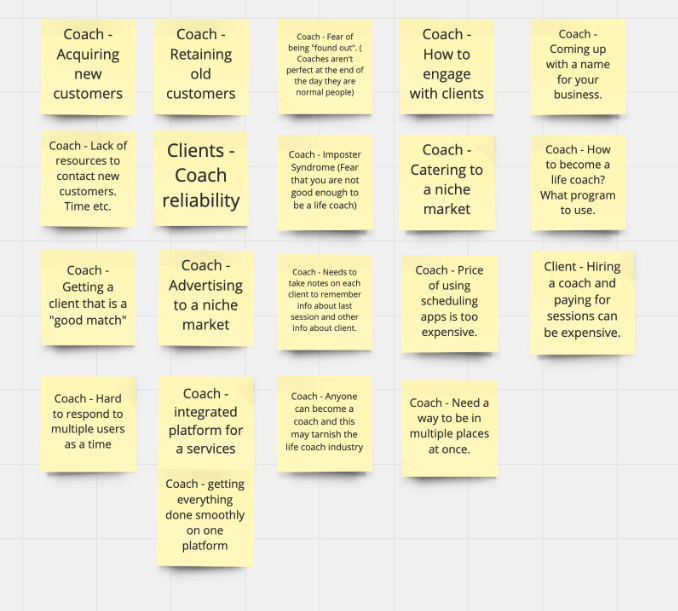 Coach -
Acquiring
new
customers
Coach -
Retaining
old
customers
Coach - Fear of
being "found out". (
Coaches aren't
perfect at the end of
the day they are
normal people)
Coach -
How to
engage
with clients
Coach -
Coming up
with a name
for your
business.
Coach - Lack of
resources to
contact new
customers.
Time etc.
Clients -
Coach
reliability
Coach - Imposter
Syndrome (Fear
that you are not
good enough to
be a life coach)
Coach -
Catering to
a niche
market
Coach - How
to become a
life coach?
What program
to use.
Coach -
Getting a
client that is a
"good match"
Coach -
Advertising
to a niche
market
Coach - Needs to
take notes on each
client to remember
info about last
session and other
info about client.
Coach - Price
of using
scheduling
apps is too
expensive.
Client - Hiring
a coach and
paying for
sessions can
be expensive.
Coach - Hard
to respond to
multiple users
as a time
Coach -
integrated
platform for
a services
Coach - Anyone
can become a
coach and this
may tarnish the
life coach industry
Coach - Need a
way to be in
multiple places
at once.
Coach - getting
everything
done smoothly
on one
platform